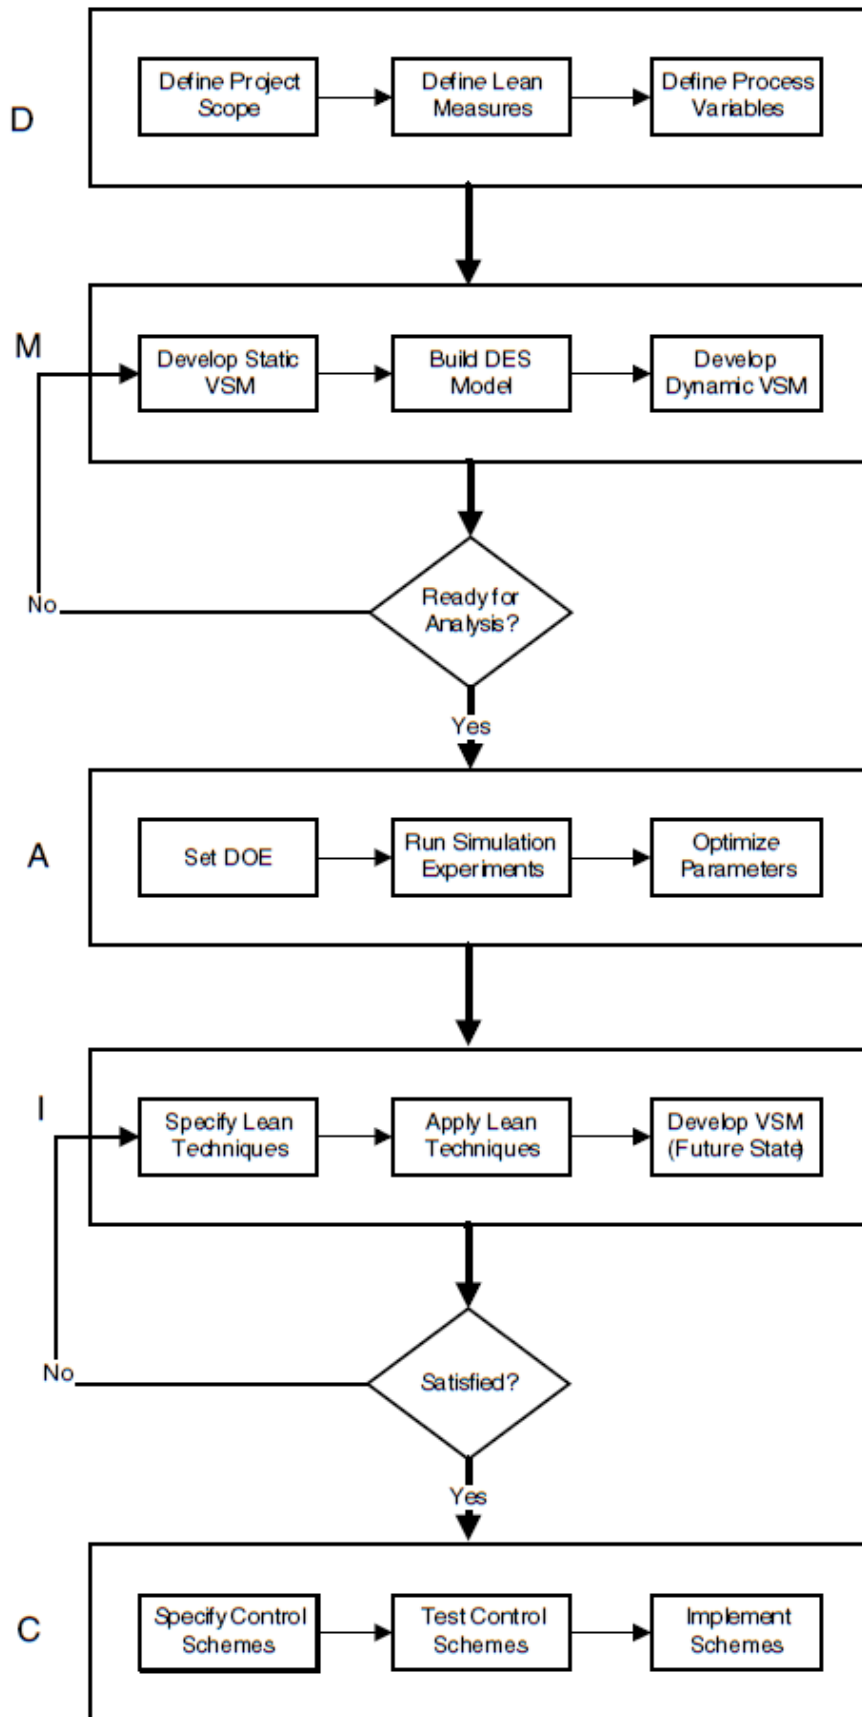 D
Define Project
Scope
Define Lean
Measures
Define Process
Variables
M
Develop Static
VSM
Build DES
Model
Develop
Dynamic VSM
No
Ready for
Analysis?
Yes
A
Set DOE
Run Simulation
Experiments
Optimize
Parameters
I
Specify Lean
Techniques
Apply Lean
Techniques
Develop VSM
(Future State)
No
Satisfied?
Yes
C
Specify Control
Schemes
Test Control
Schemes
Implement
Schemes